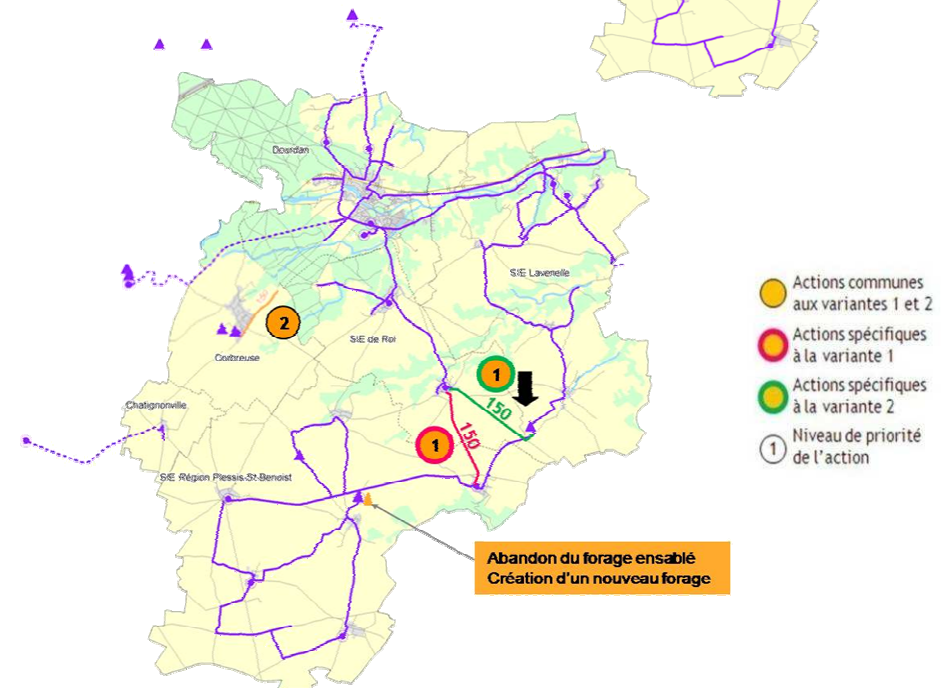 Dourdan
SIE Lavenelle
2
SIE de Roi
Corbreuse
1
150
Chatignonville
1
150
SIE Région Plessis-St-Benoist
Abandon du forage ensablé
Création d'un nouveau forage
Actions communes
aux variantes 1 et 2
Actions spécifiques
à la variante 1
Actions spécifiques
à la variante 2
1
Niveau de priorité
de l'action